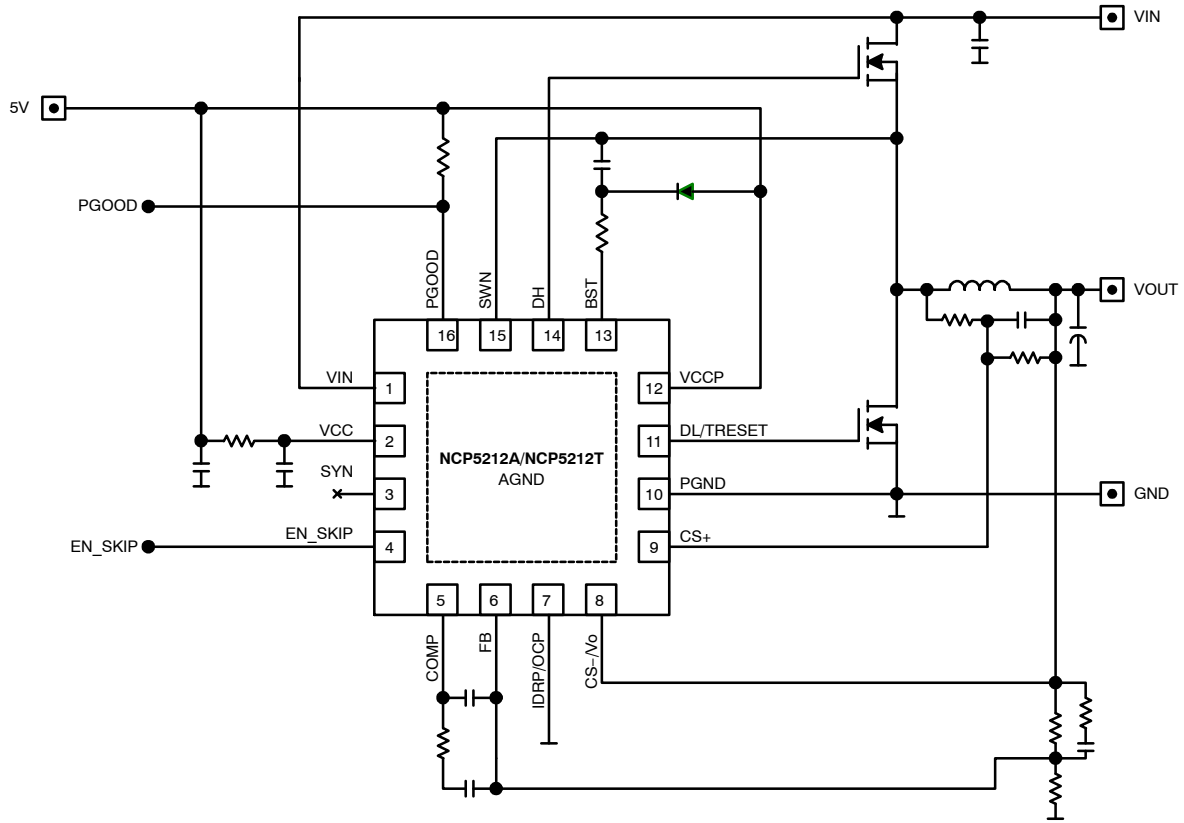 VIN
5V
PGOOD
PGOOD
SWN
DH
BST
VOUT
16
15
14
13
VIN
1
12
VCCP
VCC
2
11
DL/TRESET
NCP5212A/NCP5212T
AGND
SYN
3
10
PGND
GND
EN_SKIP
EN_SKIP
4
9
CS+
5
6
7
8
COMP
FB
IDRP/OCP
CS−/Vo